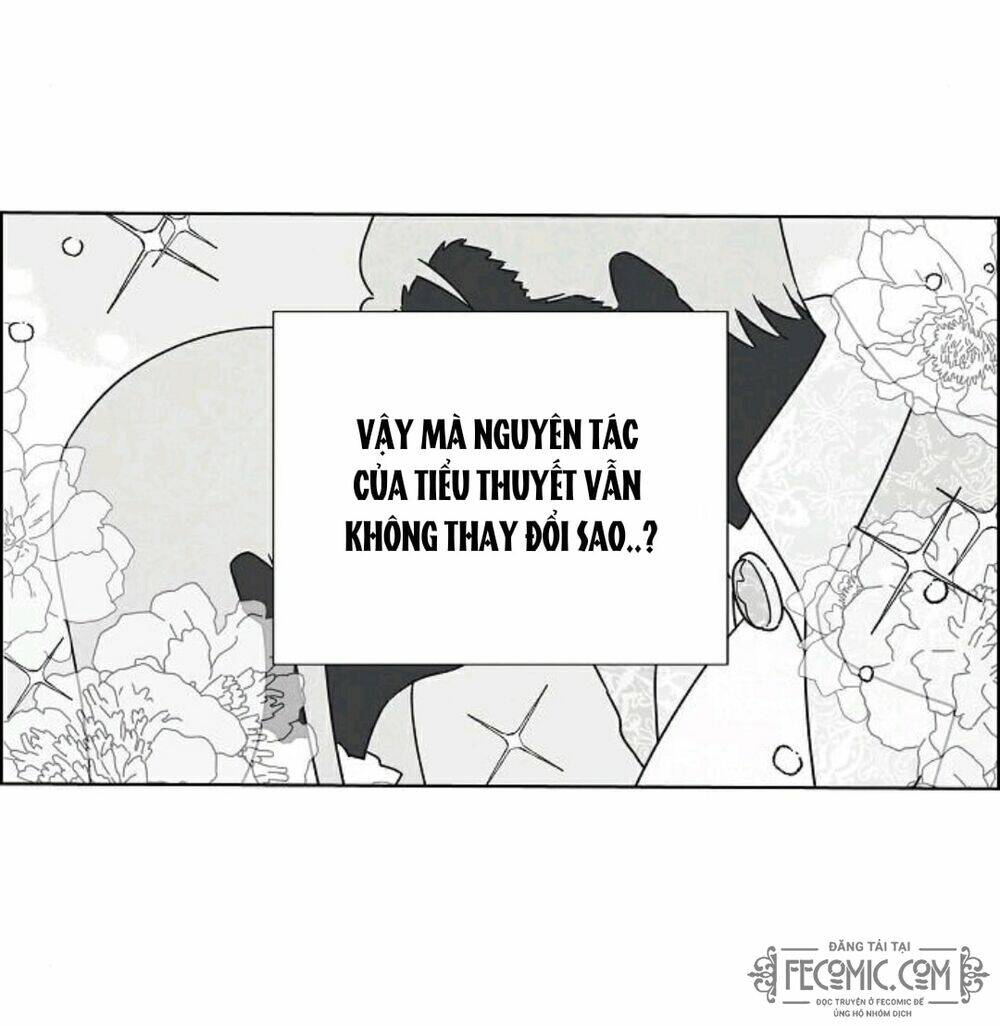 VẬY MÀ NGUYÊN TÁC
CỦA TIỂU THUYẾT VẪN
KHÔNG THAY ĐỔI SAO..?
ĐĂNG TẢI TẠI
FECOMIC.COM
ĐỌC TRUYỆN Ở FECOMIC ĐỂ
ỦNG HỘ NHÓM DỊCH